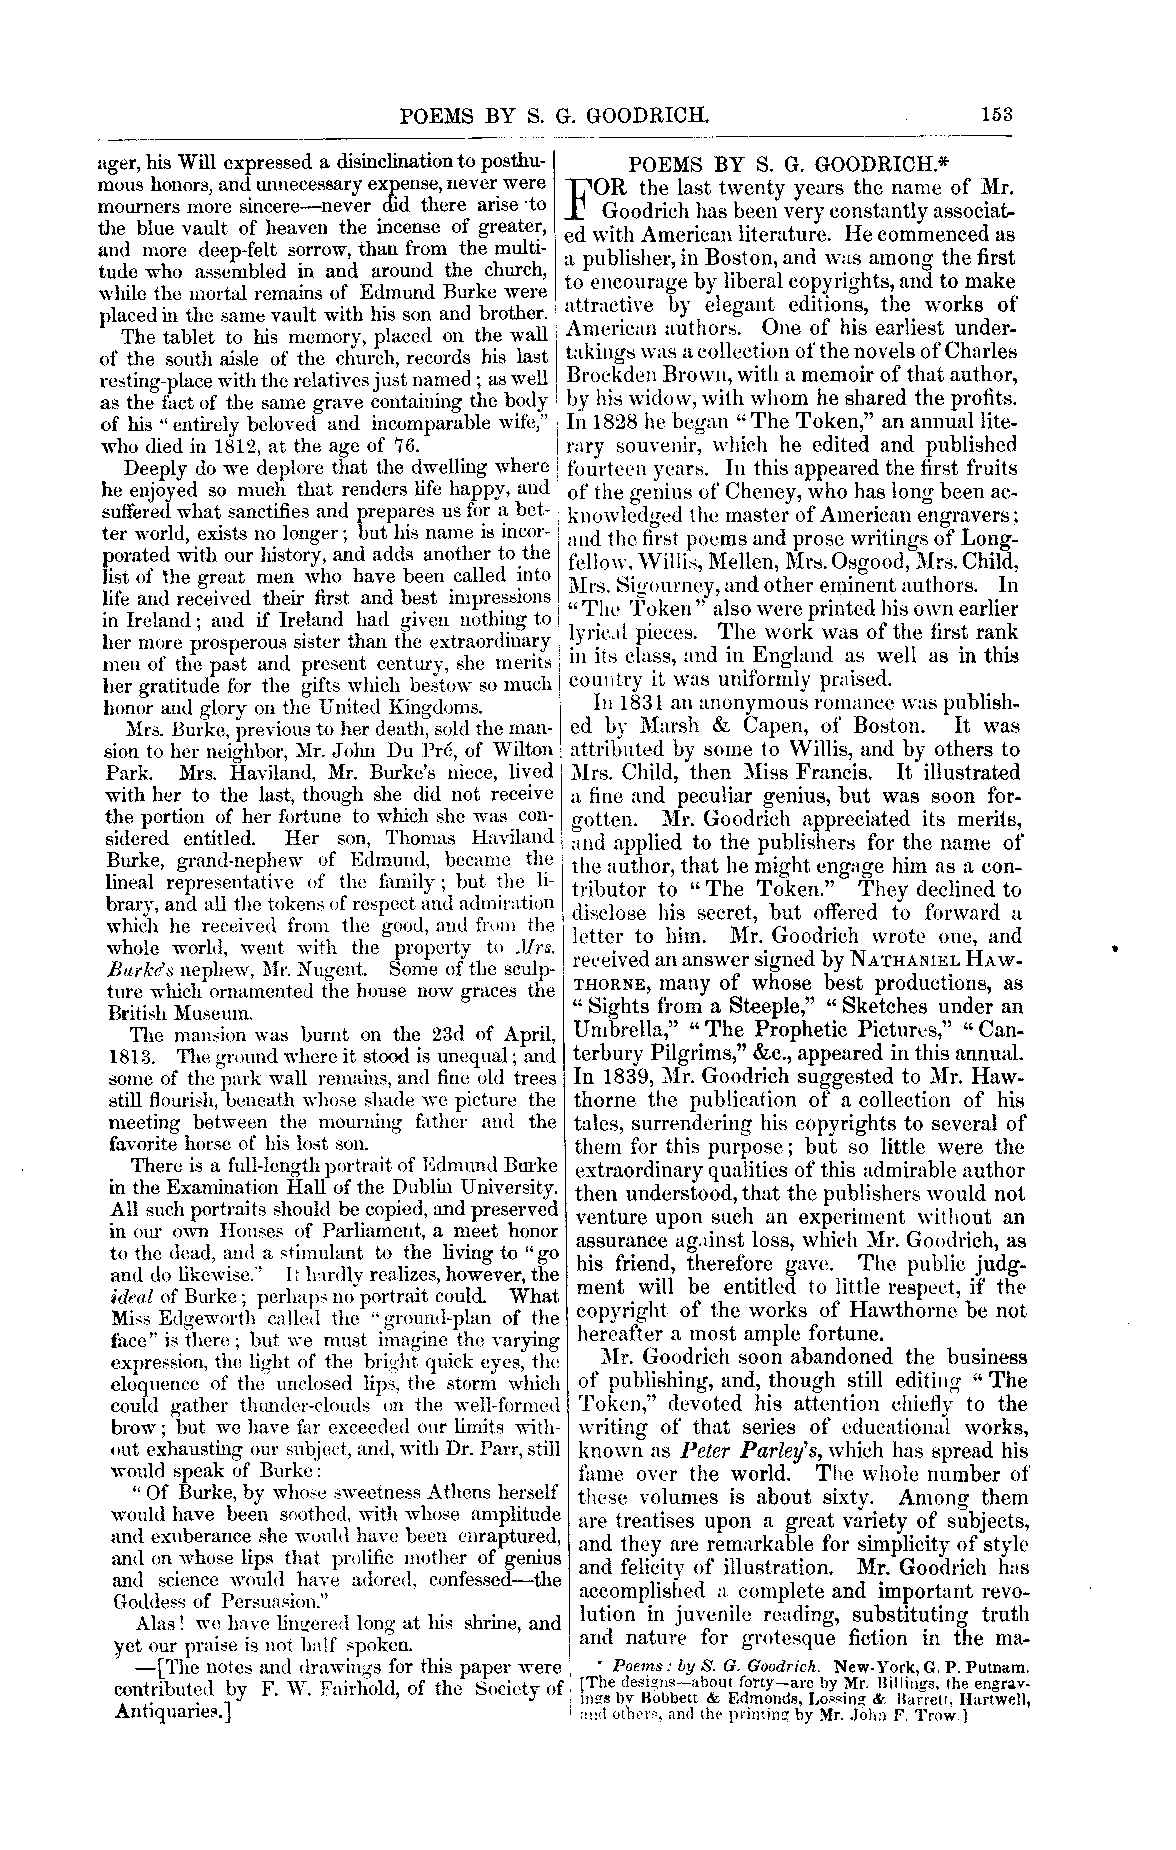 POEMS BY S. G. GOODRICH. 153
ager, his Will expressed a disinclination to posthu-
mous honors, and unnecessary expense, never were
mourners more sincere—never did there arise to
the blue vault of heaven the incense of greater,
and more deep-felt sorrow, than from the multi-
tude who assembled in and around the church,
while the mortal remains of Edmund Burke were
placed in the same vault with his son and brother.
The tablet to his memory, placed on the wall
of the south aisle of the church, records his last
resting-place with the relatives just named; as well
as the fact of the same grave containing the body
of his "entirely beloved and incomparable wife,"
who died in 1812, at the age of 76.
Deeply do we deplore that the dwelling where
he enjoyed so much that renders life happy, and
suffered what sanctifies and prepares us for a bet-
ter world, exists no longer; but his name is incor-
porated with our history, and adds another to the
list of the great men who have been called into
life and received their first and best impressions
in Ireland; and if Ireland had given nothing to
her more prosperous sister than the extraordinary
men of the past and present century, she merits
her gratitude for the gifts which bestow so much
honor and glory on the United Kingdoms.
Mrs. Burke, previous to her death, sold the man-
sion to her neighbor, Mr. John Du Pré, of Wilton
Park. Mrs. Haviland, Mr. Burke's niece, lived
with her to the last, though she did not receive
the portion of her fortune to which she was con-
sidered entitled. Her son, Thomas Haviland
Burke, grand-nephew of Edmund, became the
lineal representative of the family; but the li-
brary, and all the tokens of respect and admiration
which he received from the good, and from the
whole world, went with the property to Mrs.
Burke's nephew, Mr. Nugent. Some of the sculp-
ture which ornamented the house now graces the
British Museum.
The mansion was burnt on the 23d of April,
1813. The ground where it stood is unequal; and
some of the park wall remains, and fine old trees
still flourish, beneath whose shade we picture the
meeting between the mourning father and the
favorite horse of his lost son.
There is a full-length portrait of Edmund Burke
in the Examination Hall of the Dublin University.
All such portraits should be copied, and preserved
in our own Houses of Parliament, a meet honor
to the dead, and a stimulant to the living to "go
and do likewise." It hardly realizes, however, the
ideal of Burke; perhaps no portrait could. What
Miss Edgeworth called the "ground-plan of the
face" is there; but we must imagine the varying
expression, the light of the bright quick eyes, the
eloquence of the unclosed lips, the storm which
could gather thunder-clouds on the well-formed
brow; but we have far exceeded our limits with-
out exhausting our subject, and, with Dr. Parr, still
would speak of Burke:
"Of Burke, by whose sweetness Athens herself
would have been soothed, with whose amplitude
and exuberance she would have been enraptured,
and on whose lips that prolific mother of genius
and science would have adored, confessed—the
Goddess of Persuasion."
Alas! we have lingered long at his shrine, and
yet our praise is not half spoken.
—[The notes and drawings for this paper were
contributed by F. W. Fairhold, of the Society of
Antiquaries.]
POEMS BY S. G. GOODRICH.*
FOR the last twenty years the name of Mr.
Goodrich has been very constantly associat-
ed with American literature. He commenced as
a publisher, in Boston, and was among the first
to encourage by liberal copyrights, and to make
attractive by elegant editions, the works of
American authors. One of his earliest under-
takings was a collection of the novels of Charles
Brockden Brown, with a memoir of that author,
by his widow, with whom he shared the profits.
In 1828 he began "The Token," an annual lite-
rary souvenir, which he edited and published
fourteen years. In this appeared the first fruits
of the genius of Cheney, who has long been ac-
knowledged the master of American engravers;
and the first poems and prose writings of Long-
fellow, Willis, Mellen, Mrs. Osgood, Mrs. Child,
Mrs. Sigourney, and other eminent authors. In
"The Token" also were printed his own earlier
lyrical pieces. The work was of the first rank
in its class, and in England as well as in this
country it was uniformly praised.
In 1831 an anonymous romance was publish-
ed by Marsh & Capen, of Boston. It was
attributed by some to Willis, and by others to
Mrs. Child, then Miss Francis. It illustrated
a fine and peculiar genius, but was soon for-
gotten. Mr. Goodrich appreciated its merits,
and applied to the publishers for the name of
the author, that he might engage him as a con-
tributor to "The Token." They declined to
disclose his secret, but offered to forward a
letter to him. Mr. Goodrich wrote one, and
received an answer signed by NATHANIEL HAW-
THORNE, many of whose best productions, as
"Sights from a Steeple," "Sketches under an
Umbrella," "The Prophetic Pictures," "Can-
terbury Pilgrims," &c., appeared in this annual.
In 1839, Mr. Goodrich suggested to Mr. Haw-
thorne the publication of a collection of his
tales, surrendering his copyrights to several of
them for this purpose; but so little were the
extraordinary qualities of this admirable author
then understood, that the publishers would not
venture upon such an experiment without an
assurance against loss, which Mr. Goodrich, as
his friend, therefore gave. The public judg-
ment will be entitled to little respect, if the
copyright of the works of Hawthorne be not
hereafter a most ample fortune.
Mr. Goodrich soon abandoned the business
of publishing, and, though still editing "The
Token," devoted his attention chiefly to the
writing of that series of educational works,
known as Peter Parley's, which has spread his
fame over the world. The whole number of
these volumes is about sixty. Among them
are treatises upon a great variety of subjects,
and they are remarkable for simplicity of style
and felicity of illustration. Mr. Goodrich has
accomplished a complete and important revo-
lution in juvenile reading, substituting truth
and nature for grotesque fiction in the ma-
* Poems: by S. G. Goodrich. New-York, G. P. Putnam.
[The designs—about forty—are by Mr. Billings, the engrav-
ings by Bobbett & Edmonds, Lossing & Barrett, Hartwell,
and others, and the printing by Mr. John F. Trow.]